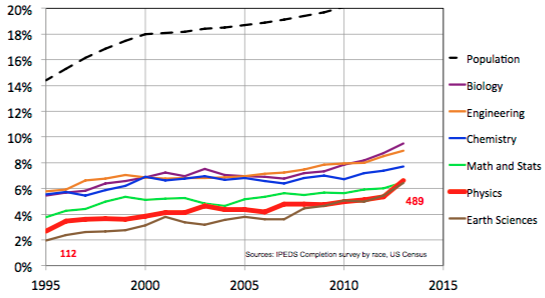 20%
18%
16%
14%
12%
10%
8%
6%
4%
2%
0%
1995
2000
2005
2010
2015
112
489
Sources: IPEDS Completion survey by race, US Census
Population
Biology
Engineering
Chemistry
Math and Stats
Physics
Earth Sciences